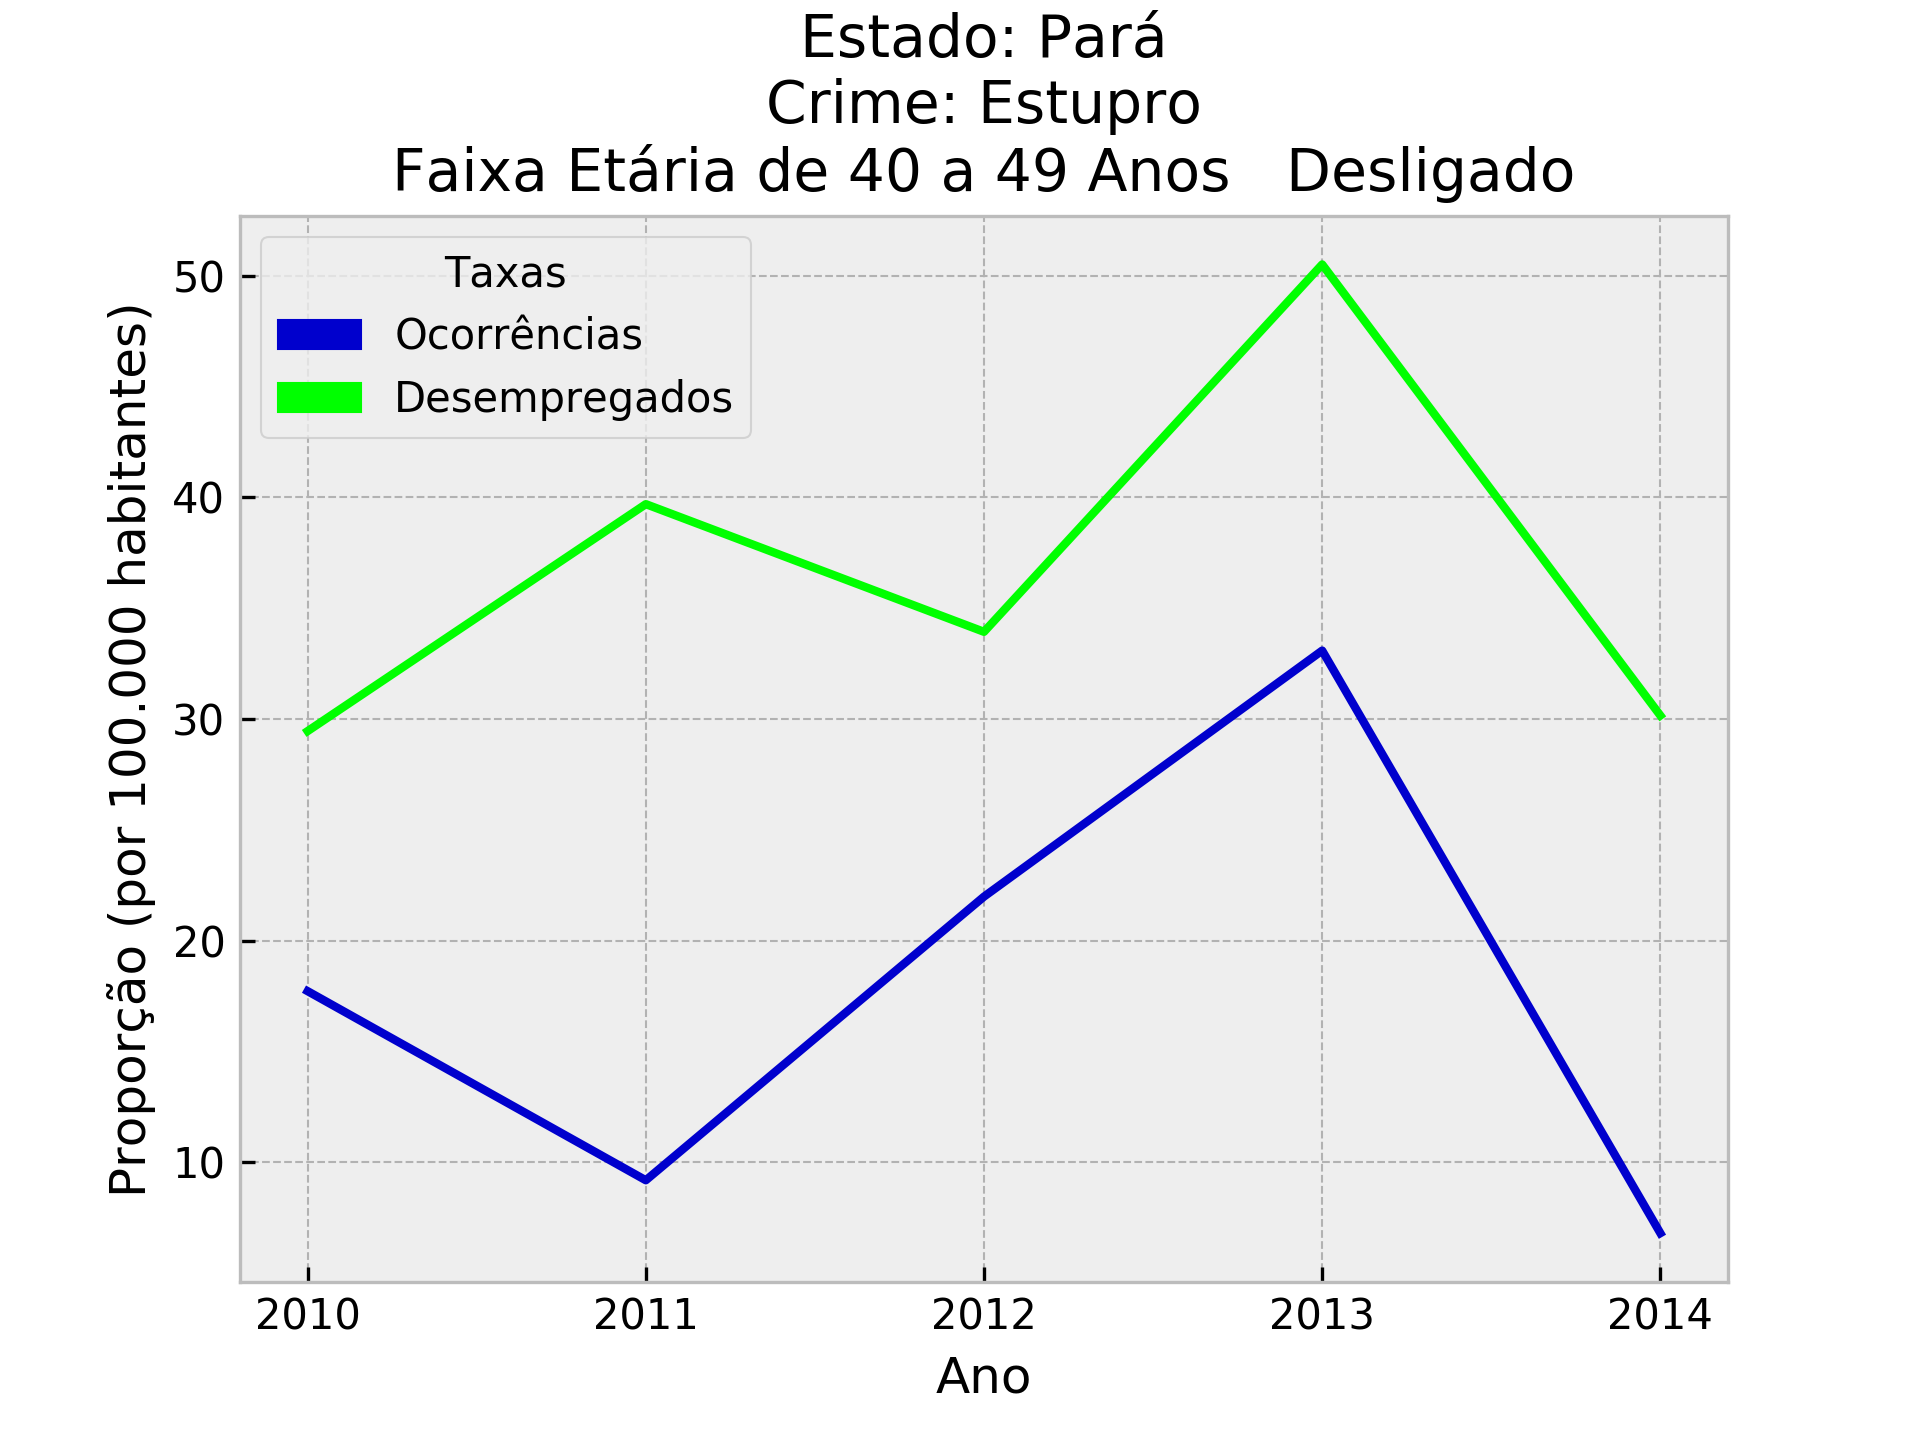 Estado: Pará
Crime: Estupro
Faixa Etária de 40 a 49 Anos   Desligado
Taxas
Ocorrências
Desempregados
Proporção (por 100.000 habitantes)
50
40
30
20
10
2010
2011
2012
2013
2014
Ano